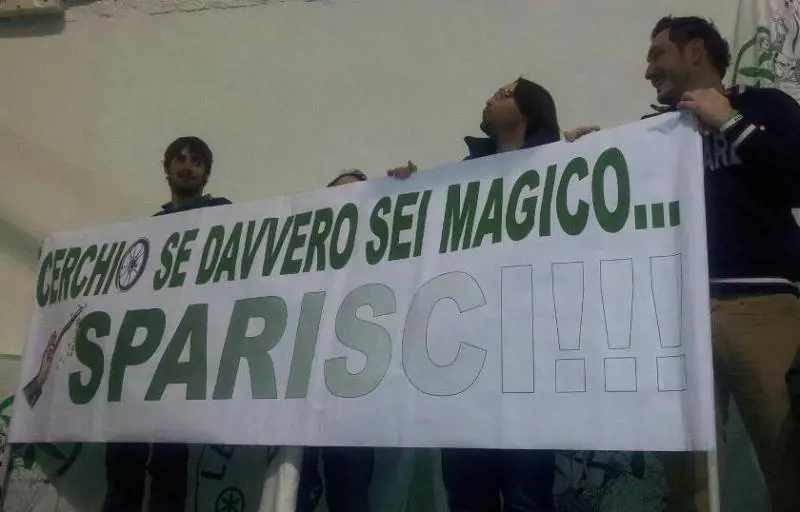 CERCHIO SE DAVVERO SEI MAGICO...
SPARISCI!!!